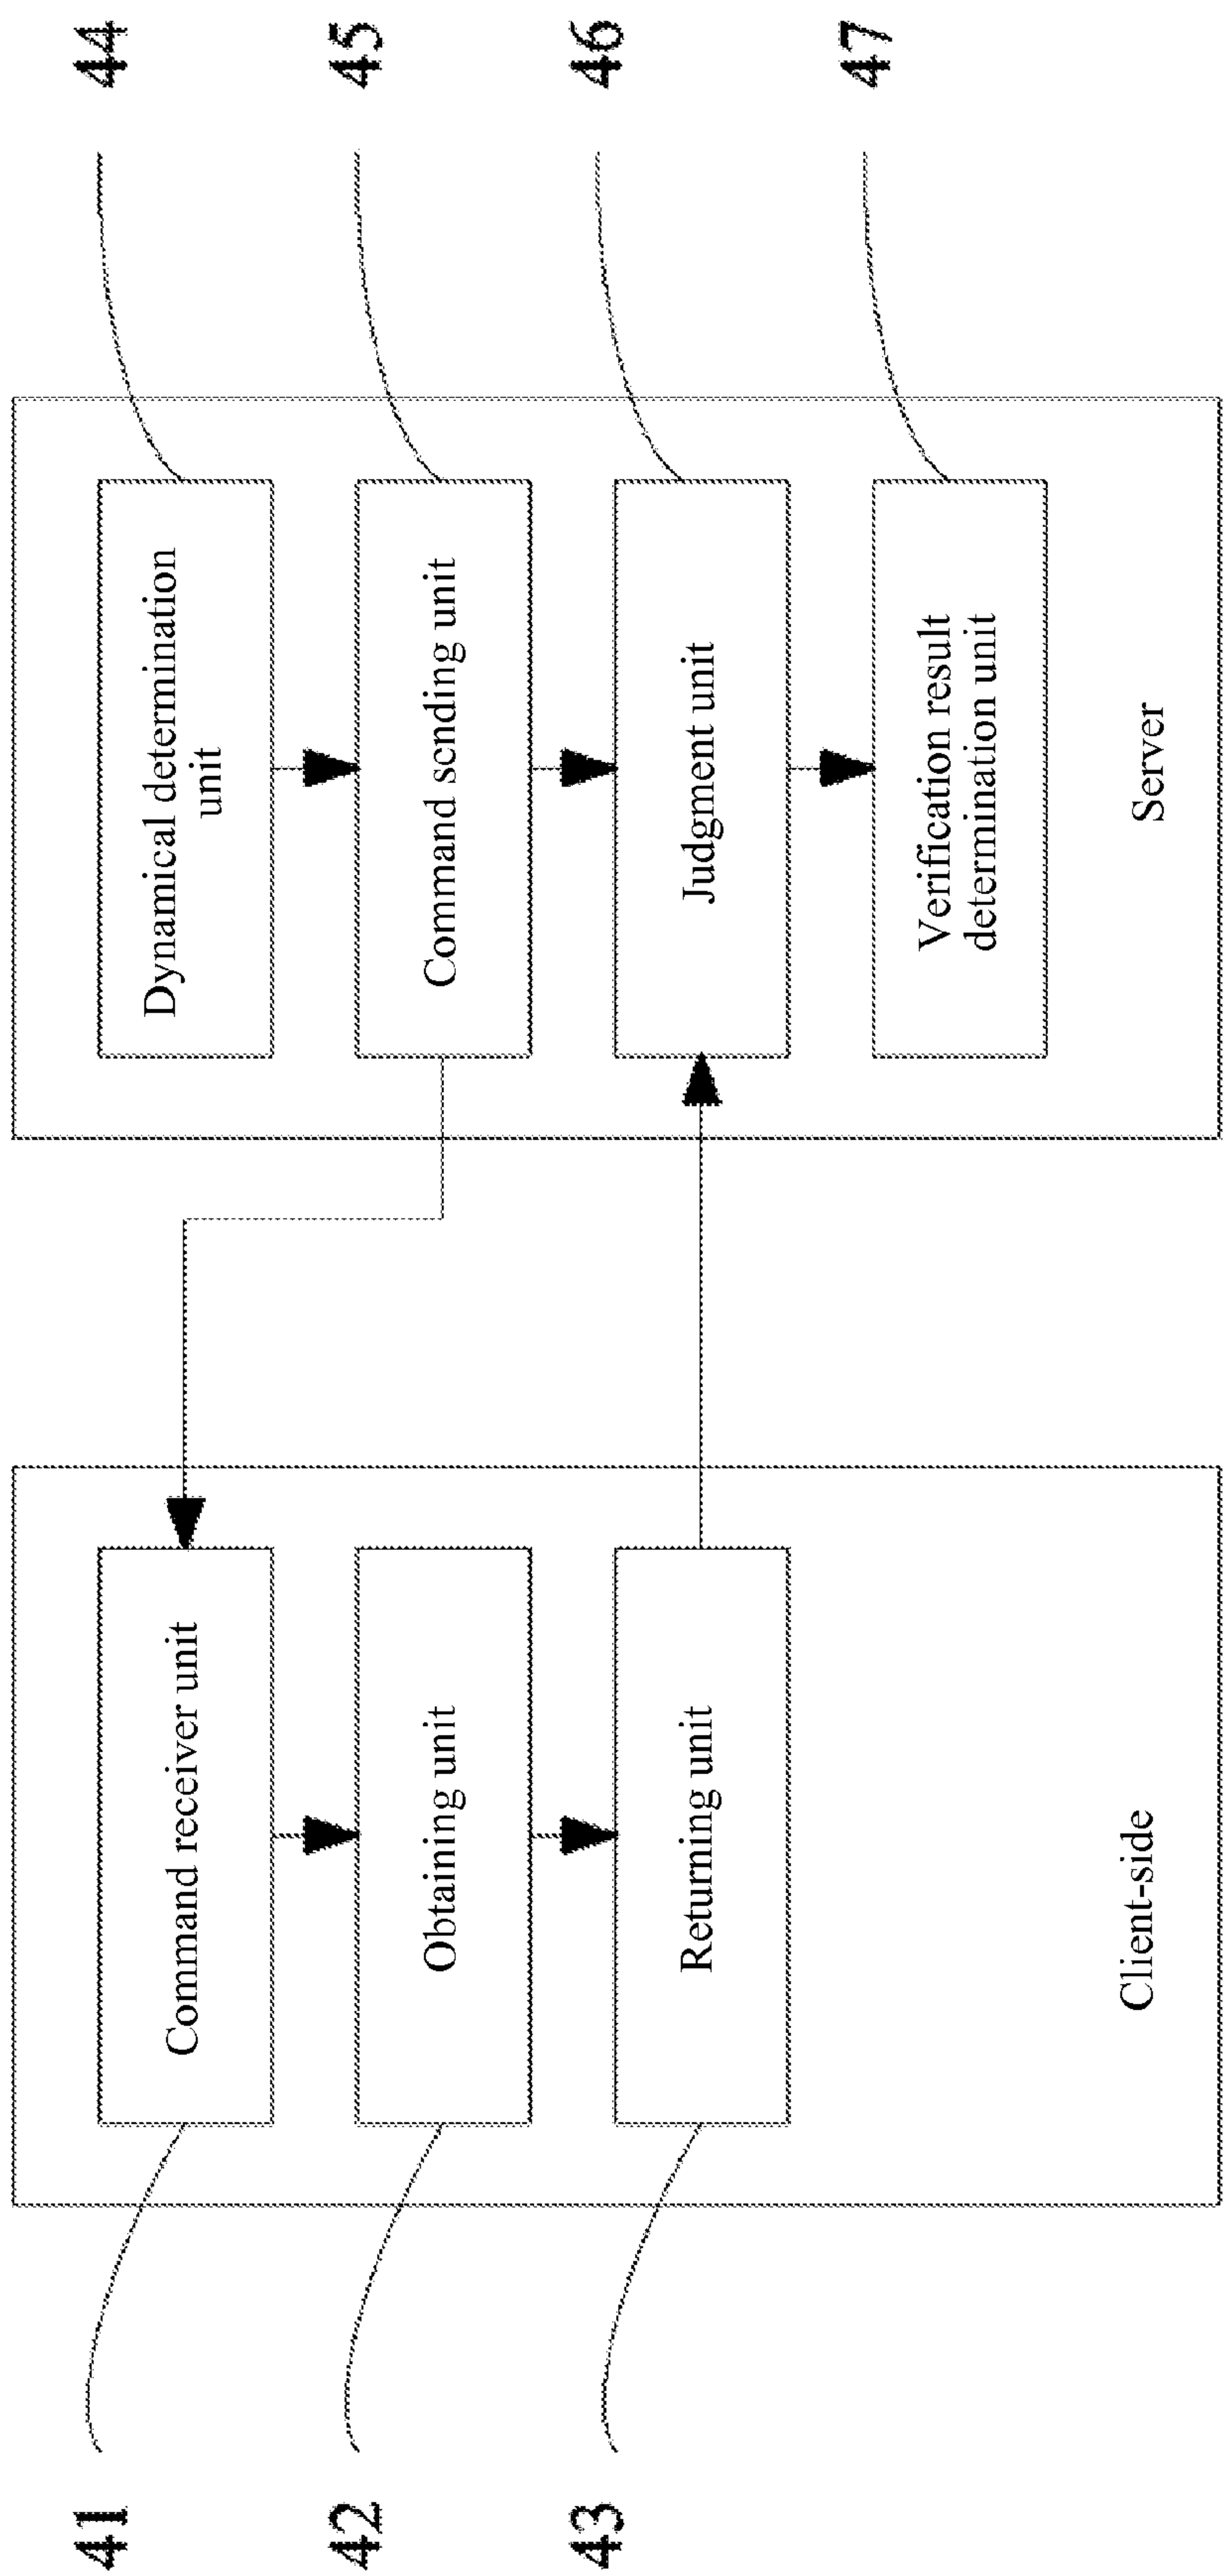 41
Command receiver unit
42
Obtaining unit
43
Returning unit
Client-side
44
Dynamical determination
unit
45
Command sending unit
46
Judgment unit
47
Verification result
determination unit
Server